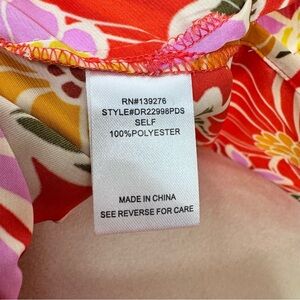 RN#139276
STYLE#DR22998PDS
SELF
100%POLYESTER
MADE IN CHINA
SEE REVERSE FOR CARE